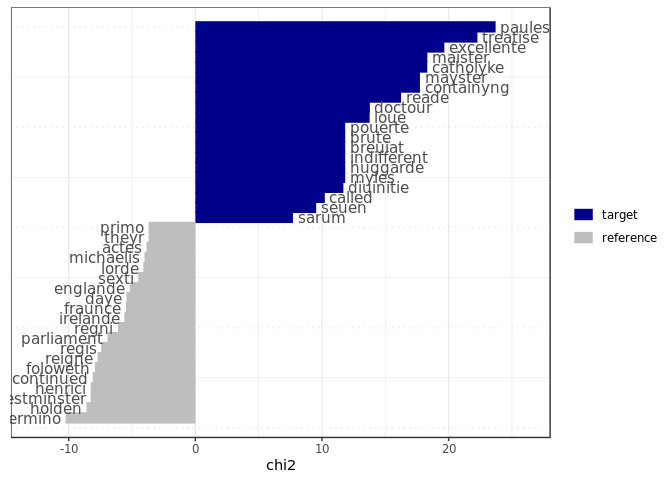 paules
treatise
excellente
maister
catholyke
mayster
containyng
reade
doctour
loue
pouerte
brute
breuiat
indifferent
huggarde
myles
diuinitie
called
seuen
sarum
primo
theyr
actes
michaelis
lorde
sexti
englande
daye
fraunce
irelande
regni
parliament
regis
reigne
foloweth
continued
henrici
estminster
holden
ermino
target
reference
-10 0 10 20
chi2